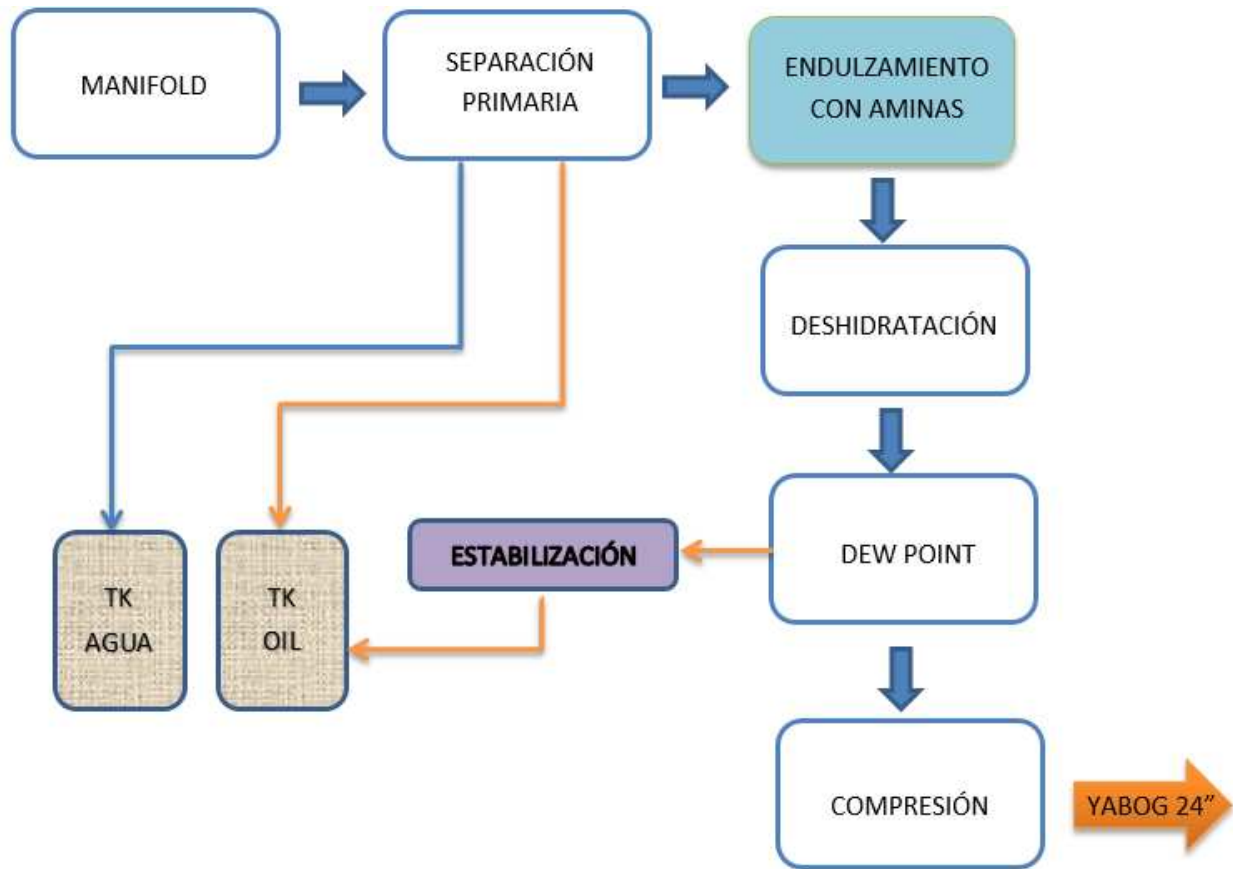 MANIFOLD
SEPARACIÓN
PRIMARIA
ENDULZAMIENTO
CON AMINAS
DESHIDRATACIÓN
DEW POINT
ESTABILIZACIÓN
TK
AGUA
TK
OIL
COMPRESIÓN
YABOG 24”